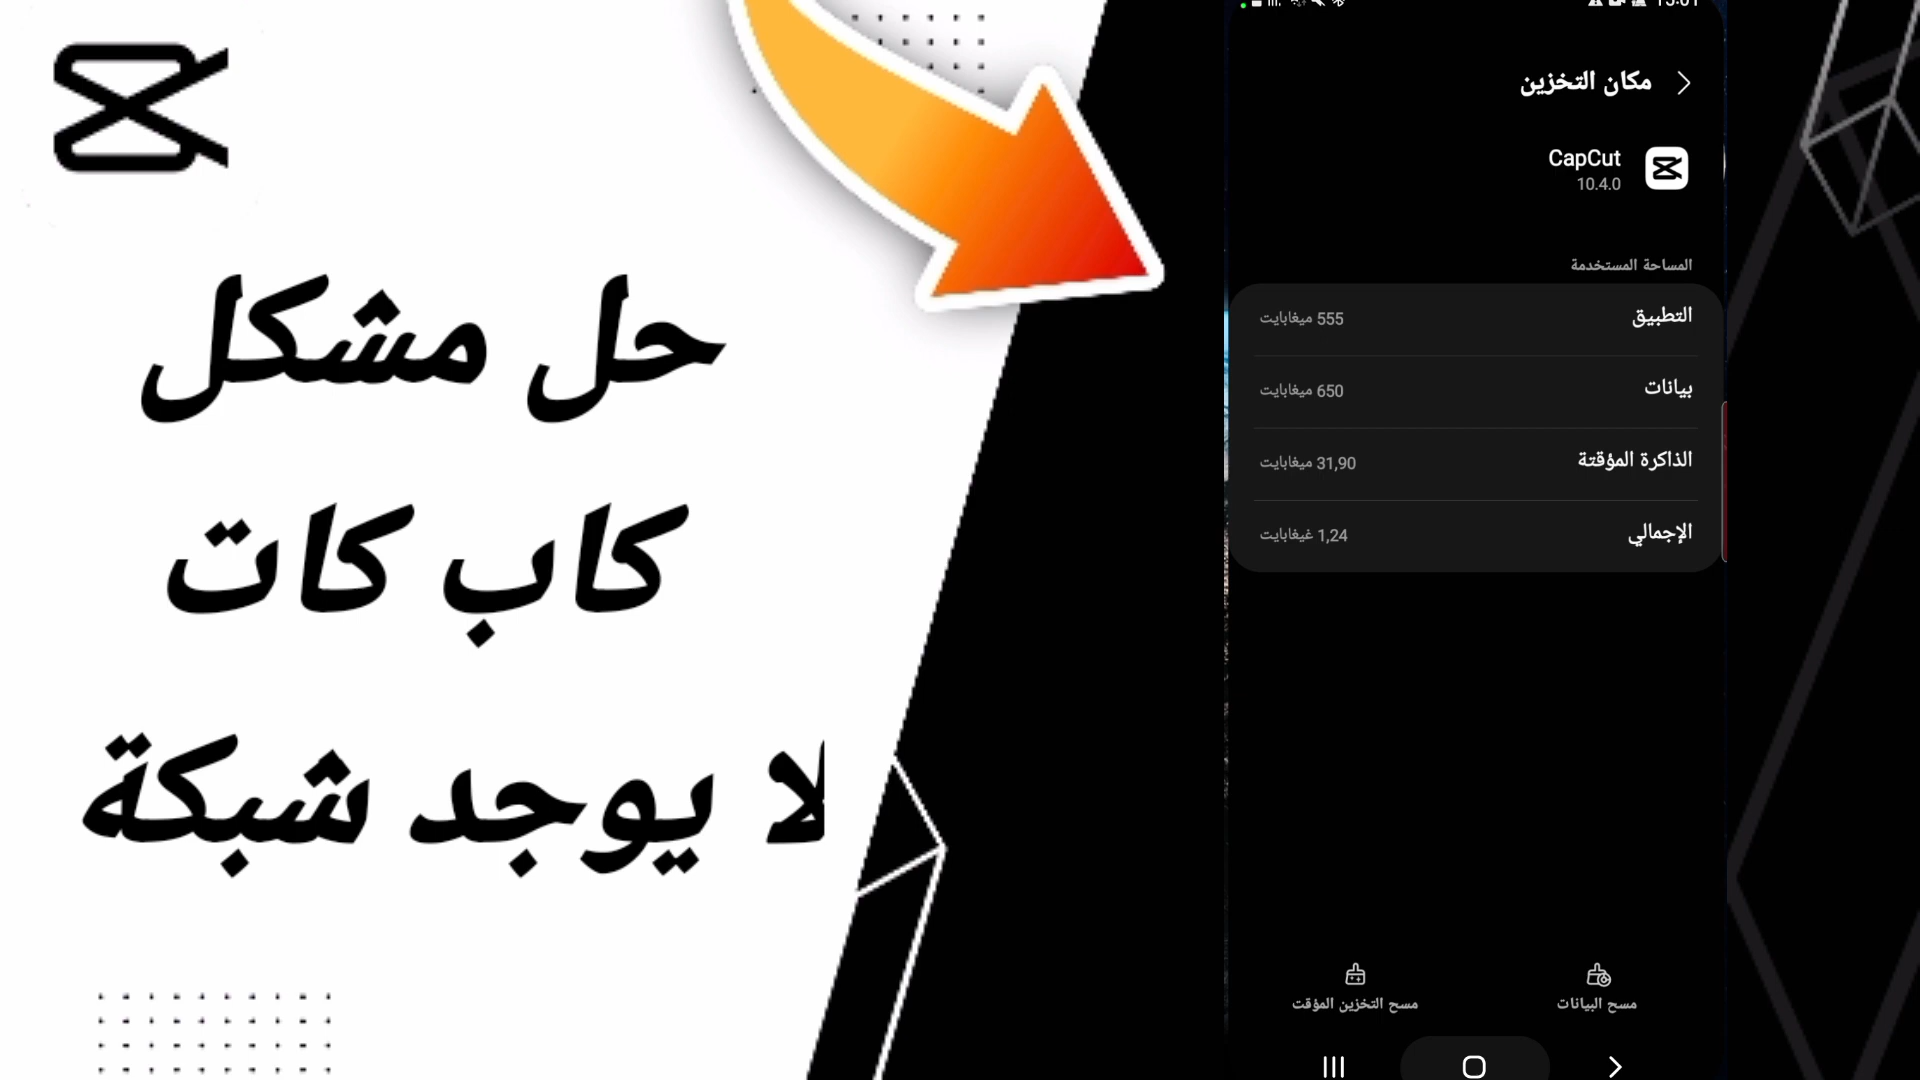 حل مشكل
كاب كات
لا يوجد شبكة
مكان التخزين
CapCut
10.4.0
المساحة المستخدمة
التطبيق
555 ميغابايت
بيانات
650 ميغابايت
الذاكرة المؤقتة
31,90 ميغابايت
الإجمالي
1,24 غيغابايت
مسح البيانات
مسح التخزين المؤقت